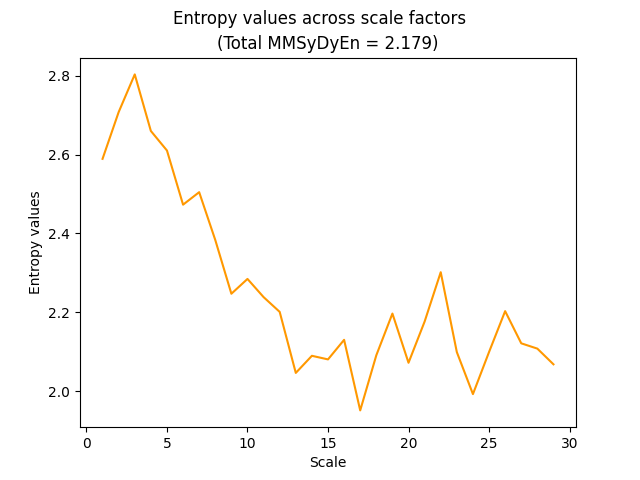 Entropy values across scale factors
(Total MMSyDyEn = 2.179)
2.8
2.6
2.4
2.2
2.0
Entropy values
0 5 10 15 20 25 30
Scale